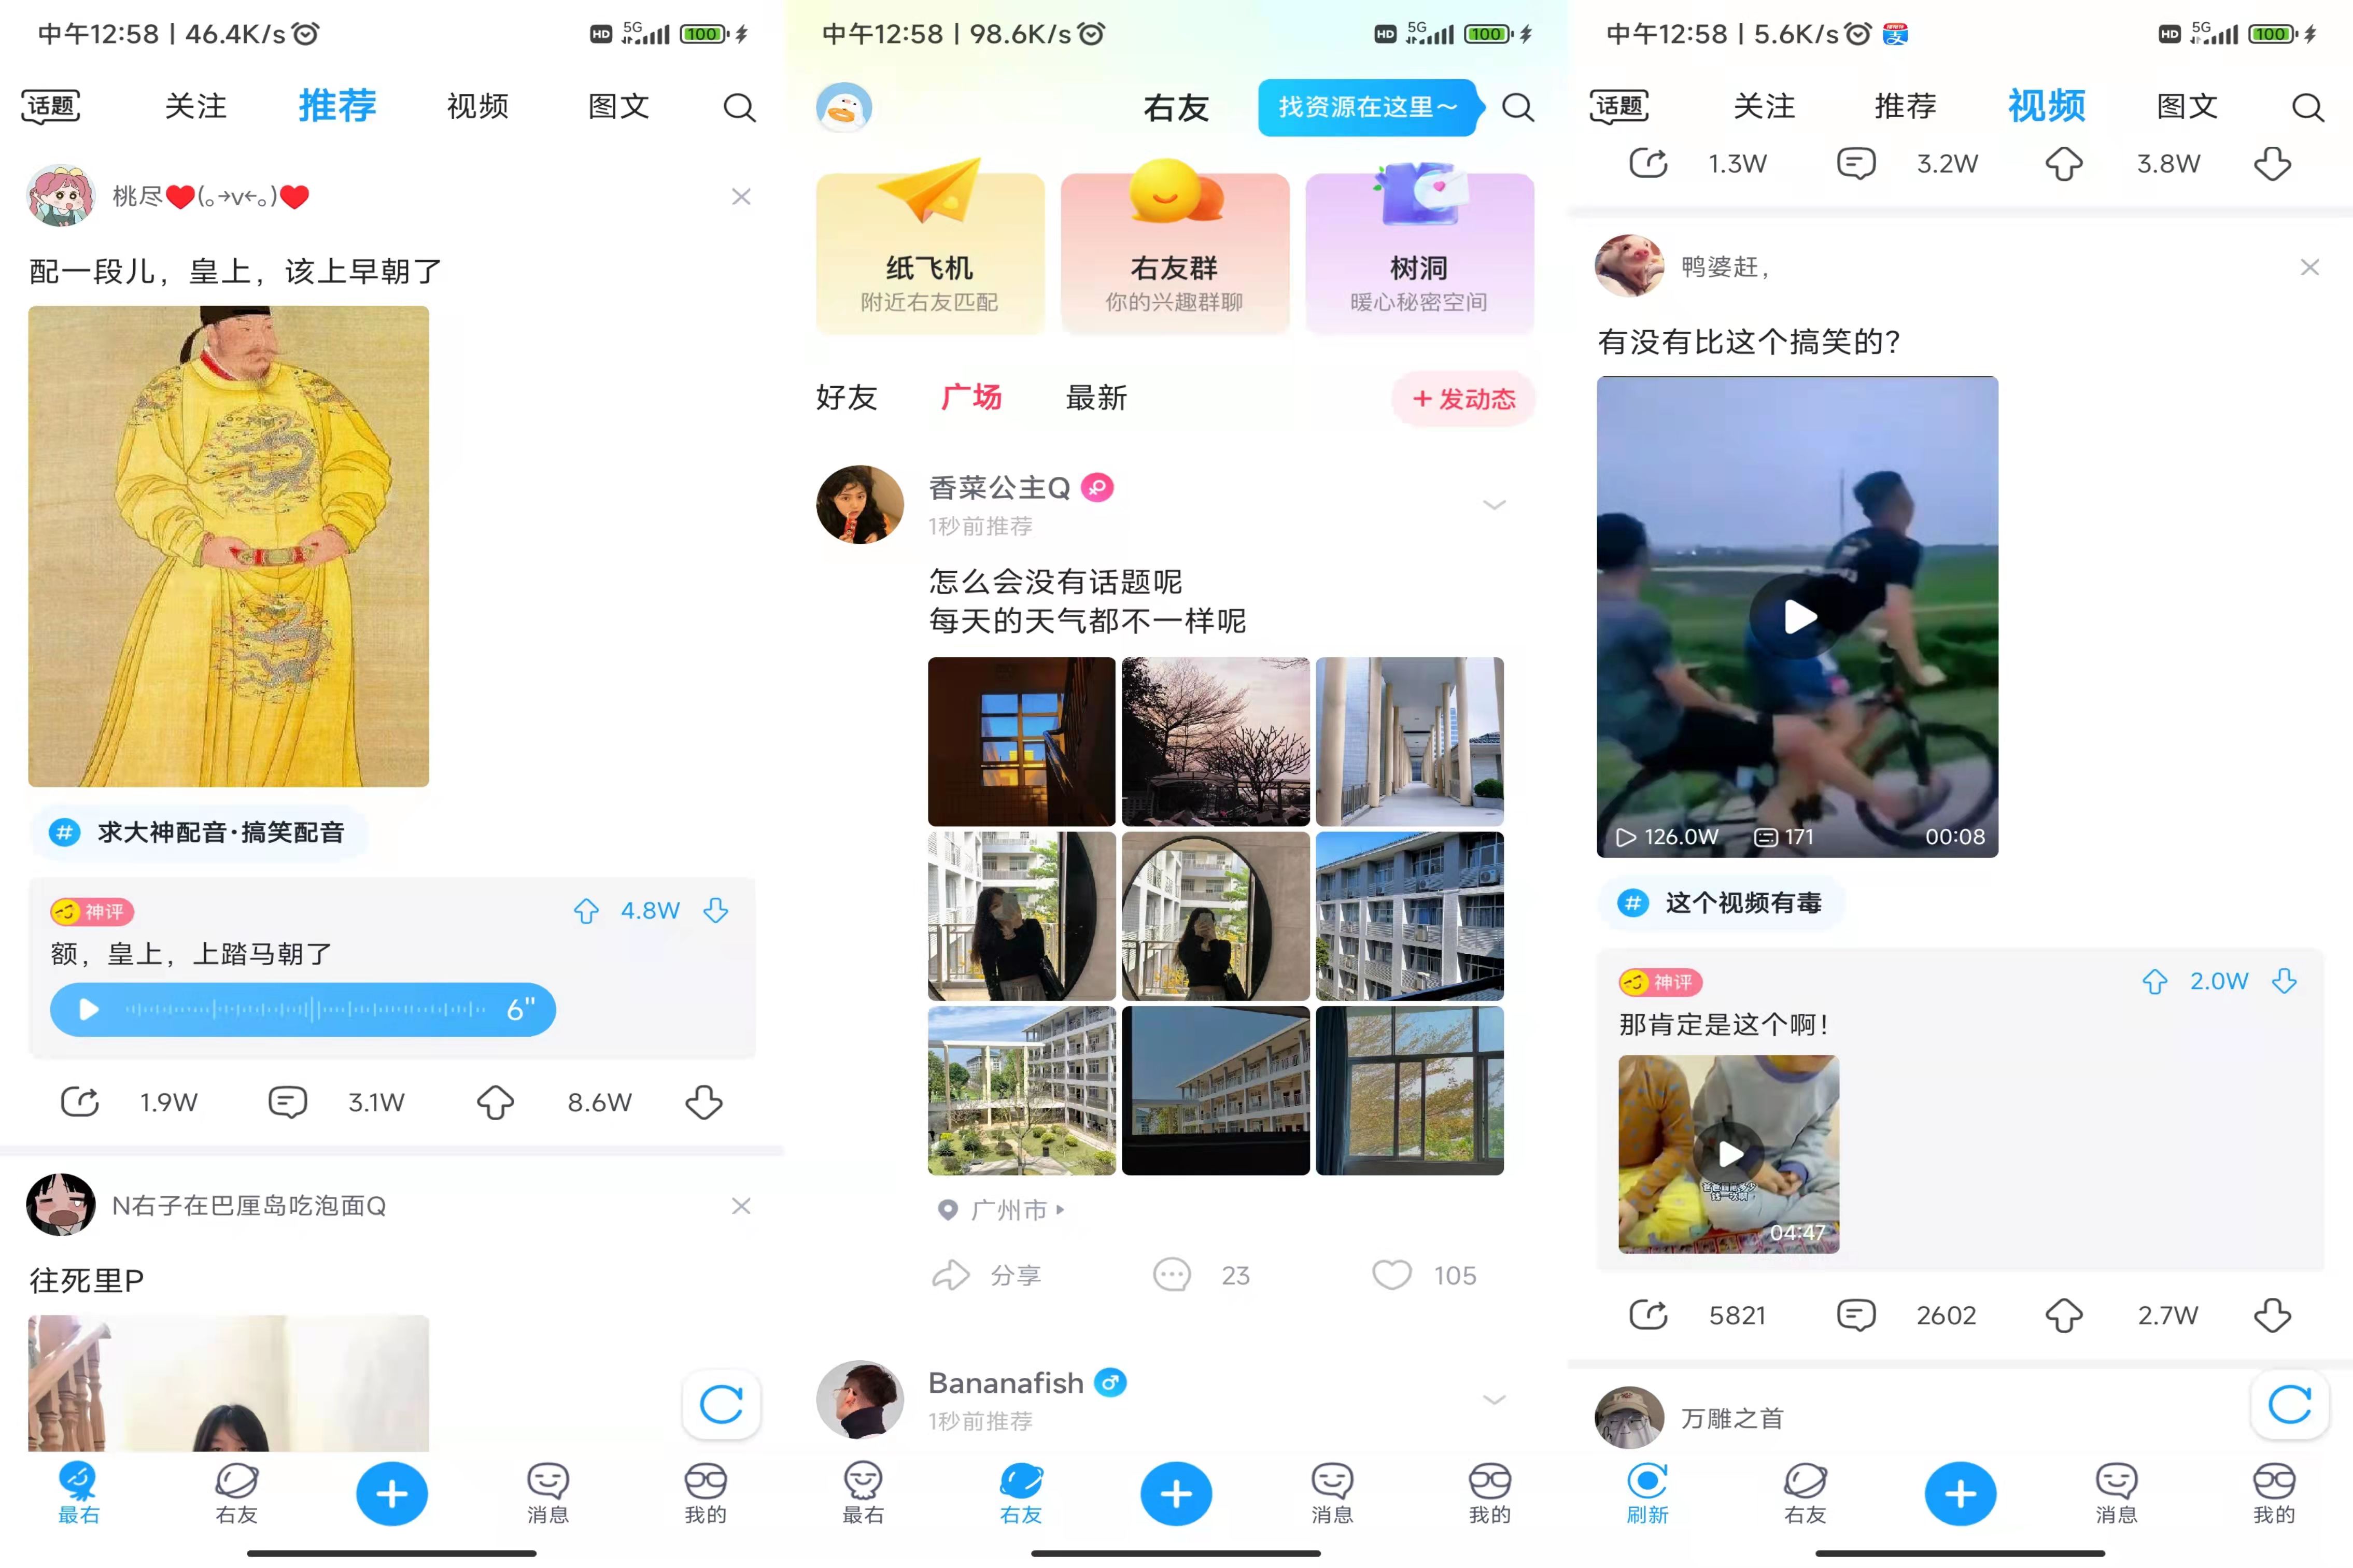 中午12:58 | 46.4K/s
HD 5G 100
话题 关注 推荐 视频 图文
桃尽❤(｡→v←｡)❤
配一段儿，皇上，该上早朝了
# 求大神配音·搞笑配音
神评 4.8W
额，皇上，上踏马朝了
6"
1.9W 3.1W 8.6W
N右子在巴厘岛吃泡面Q
往死里P
最右 右友 消息 我的
中午12:58 | 98.6K/s
HD 5G 100
右友 找资源在这里～
纸飞机 右友群 树洞
附近右友匹配 你的兴趣群聊 暖心秘密空间
好友 广场 最新 +发动态
香菜公主Q
1秒前推荐
怎么会没有话题呢
每天的天气都不一样呢
广州市
分享 23 105
Bananafish
1秒前推荐
最右 右友 消息 我的
中午12:58 | 5.6K/s 支
HD 5G 100
话题 关注 推荐 视频 图文
1.3W 3.2W 3.8W
鸭婆赶，
有没有比这个搞笑的？
126.0W 171 00:08
# 这个视频有毒
神评 2.0W
那肯定是这个啊！
钱一次啊
04:47
5821 2602 2.7W
万雕之首
刷新 右友 消息 我的